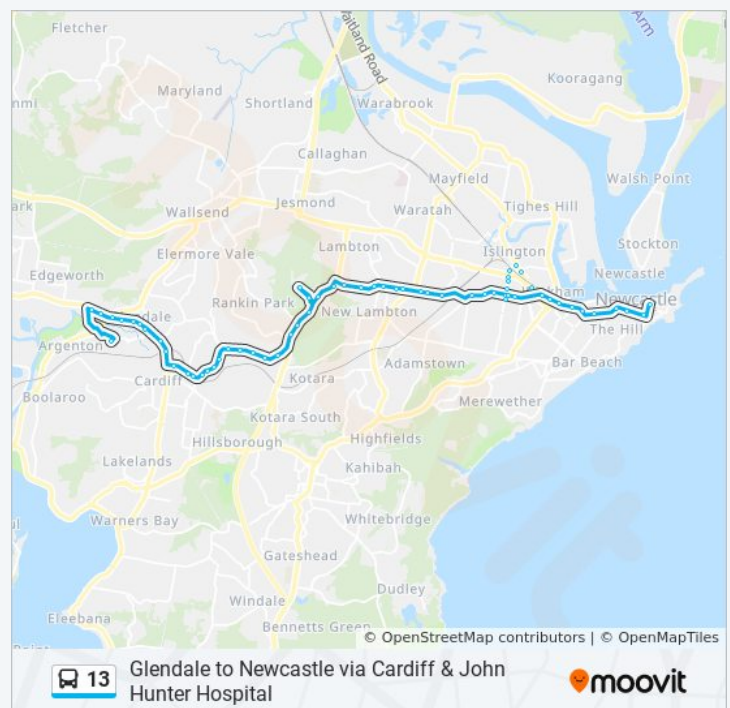 Fletcher
Arm
Maitland Road
Kooragang
Maryland
Shortland
Warabrook
nmi
Callaghan
Mayfield
Walsh Point
ark
Wallsend
Jesmond
Waratah
Tighes Hill
Lambton
Islington
Stockton
Elermore Vale
Edgeworth
Newcastle
Rankin Park
Newcastle
New Lambton
The Hill
Argenton
Adamstown
Bar Beach
Cardiff
Kotara
Boolaroo
Merewether
Kotara South
Hillsborough
Highfields
Lakelands
Kahibah
Warners Bay
Whitebridge
Gateshead
Dudley
Windale
Eleebana
Bennetts Green
© OpenStreetMap contributors | © OpenMapTiles
13
Glendale to Newcastle via Cardiff & John
Hunter Hospital
moovit